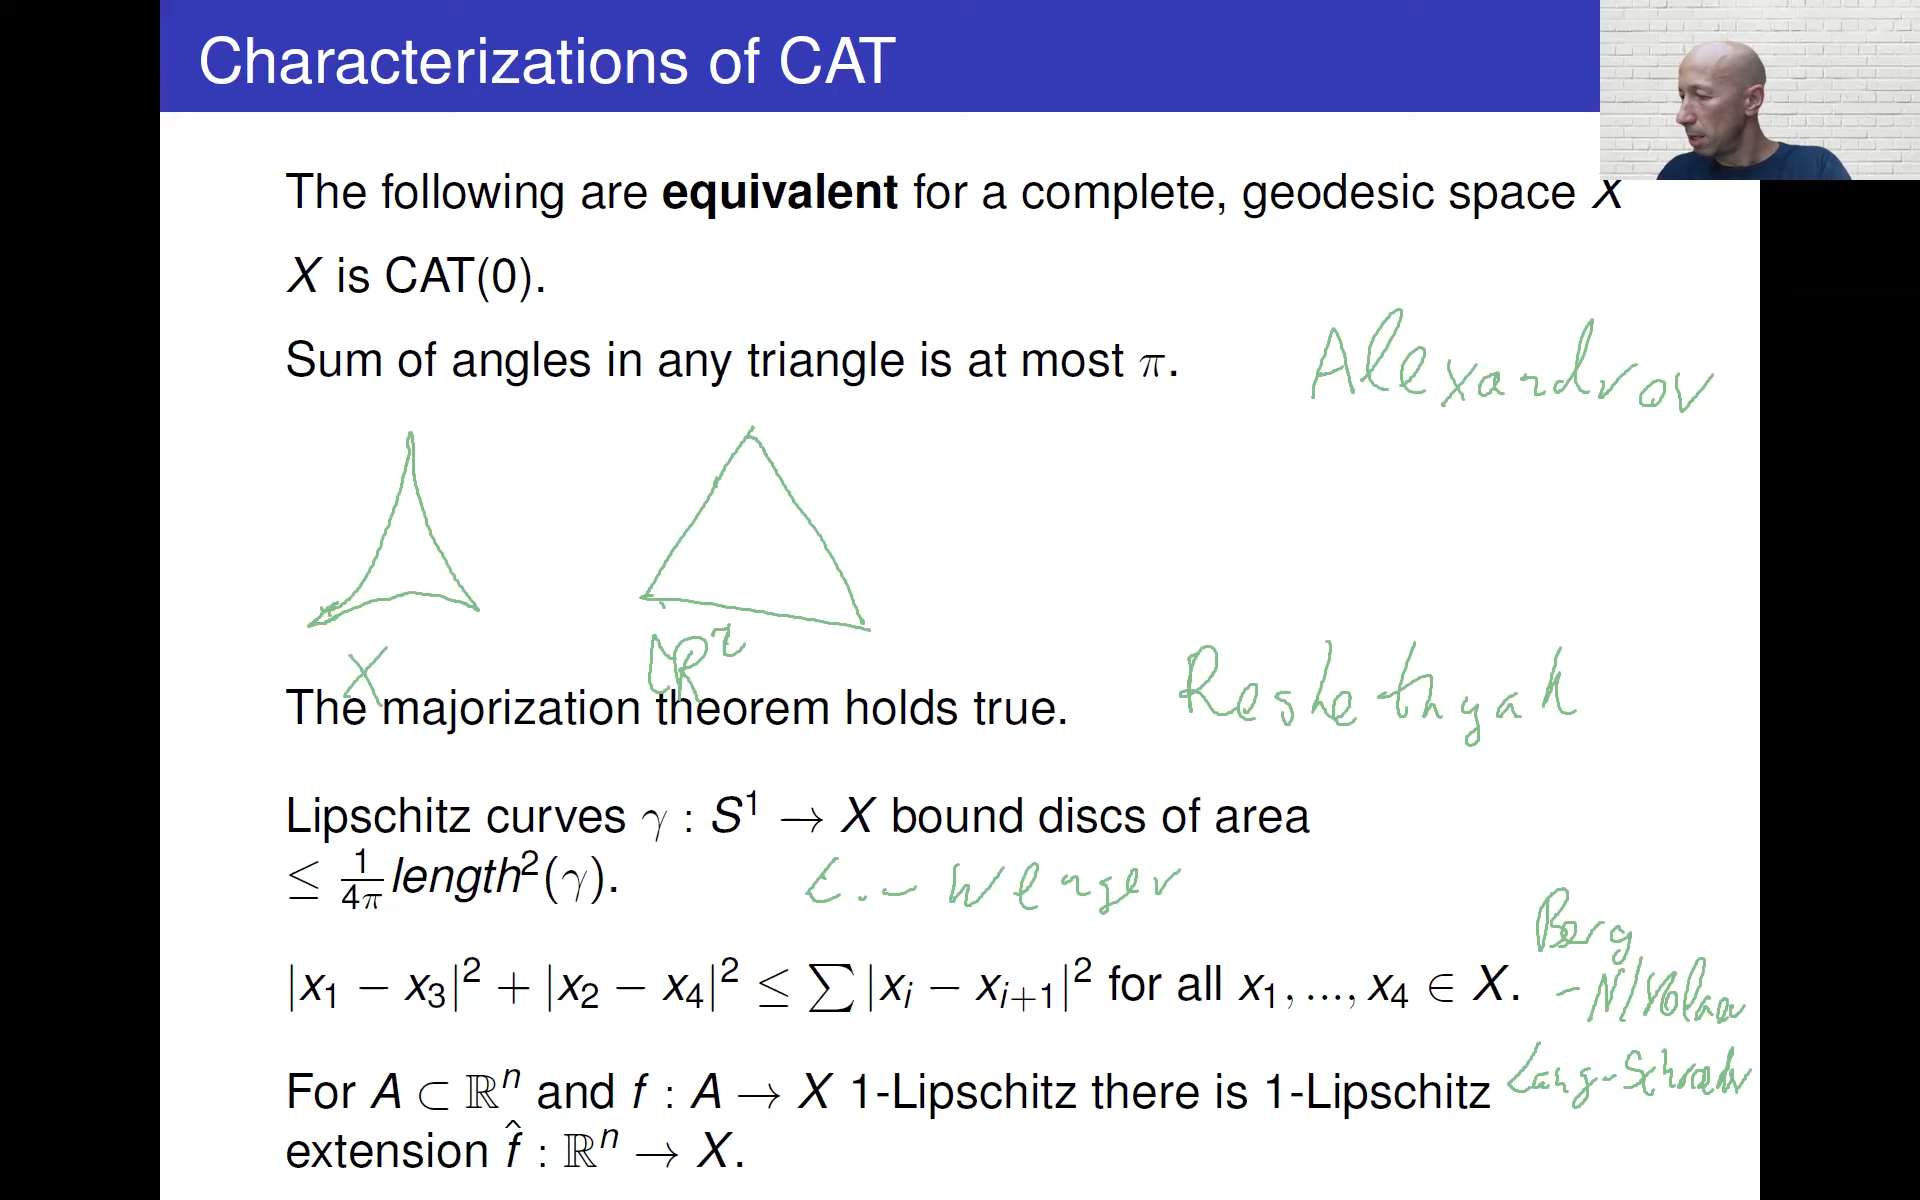 Characterizations of CAT
The following are equivalent for a complete, geodesic space X
X is CAT(0).
Sum of angles in any triangle is at most π.
Alexandrov
X
ℝ²
The majorization theorem holds true.
Reshetnyak
Lipschitz curves γ : S¹ → X bound discs of area
≤ 1/4π length²(γ).
L. - Wenger
Berg
|x₁ − x₃|² + |x₂ − x₄|² ≤ ∑ |xᵢ − xᵢ₊₁|² for all x₁, ..., x₄ ∈ X.
- Nikolaev
For A ⊂ ℝⁿ and f : A → X 1-Lipschitz there is 1-Lipschitz
Lang-
extension f̂ : ℝⁿ → X.